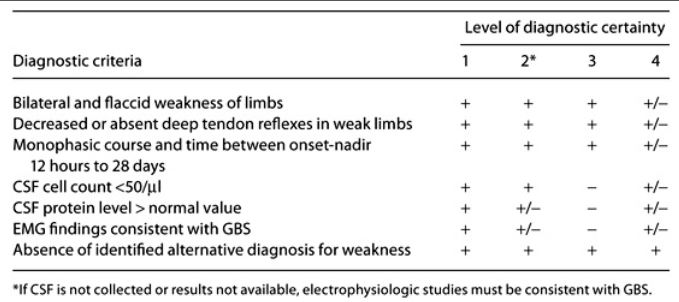 Level of diagnostic certainty
Diagnostic criteria 1 2* 3 4
Bilateral and flaccid weakness of limbs + + + +/−
Decreased or absent deep tendon reflexes in weak limbs + + + +/−
Monophasic course and time between onset-nadir + + + +/−
12 hours to 28 days
CSF cell count <50/μl + + − +/−
CSF protein level > normal value + +/− − +/−
EMG findings consistent with GBS + +/− − +/−
Absence of identified alternative diagnosis for weakness + + + +
*If CSF is not collected or results not available, electrophysiologic studies must be consistent with GBS.